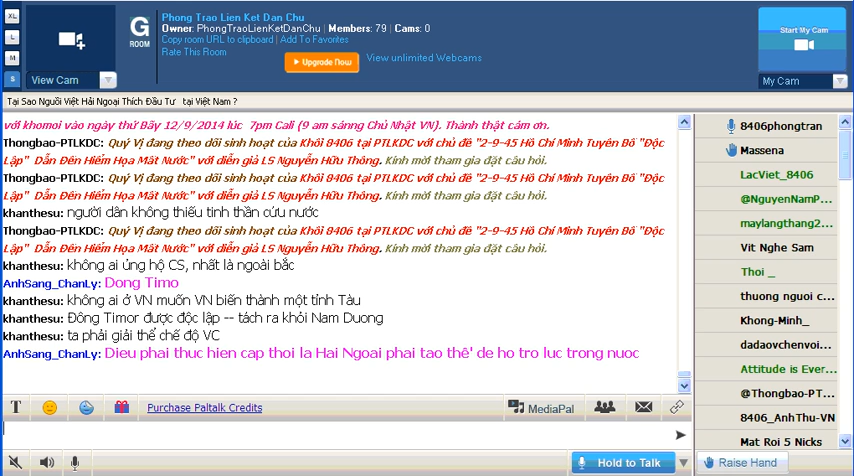 XL
L
M
S
View Cam
G
ROOM
Phong Trao Lien Ket Dan Chu
Owner: PhongTraoLienKetDanChu | Members: 79 | Cams: 0
Copy room URL to clipboard | Add To Favorites
Rate This Room
Upgrade Now
View unlimited Webcams
Start My Cam
My Cam
Tại Sao Người Việt Hải Ngoại Thích Đầu Tư tại Việt Nam ?
với khomoi vào ngày thứ Bảy 12/9/2014 lúc 7pm Cali (9 am sánng Chủ Nhật VN). Thành thật cám ơn.
Thongbao-PTLKDC: Quý Vị đang theo dõi sinh hoạt của Khối 8406 tại PTLKDC với chủ đề "2-9-45 Hồ Chí Minh Tuyên Bố "Độc
Lập" Dẫn Đến Hiểm Họa Mất Nước" với diễn giả LS Nguyễn Hữu Thông. Kính mời tham gia đặt câu hỏi.
Thongbao-PTLKDC: Quý Vị đang theo dõi sinh hoạt của Khối 8406 tại PTLKDC với chủ đề "2-9-45 Hồ Chí Minh Tuyên Bố "Độc
Lập" Dẫn Đến Hiểm Họa Mất Nước" với diễn giả LS Nguyễn Hữu Thông. Kính mời tham gia đặt câu hỏi.
khanthesu: người dân không thiếu tinh thần cứu nước
Thongbao-PTLKDC: Quý Vị đang theo dõi sinh hoạt của Khối 8406 tại PTLKDC với chủ đề "2-9-45 Hồ Chí Minh Tuyên Bố "Độc
Lập" Dẫn Đến Hiểm Họa Mất Nước" với diễn giả LS Nguyễn Hữu Thông. Kính mời tham gia đặt câu hỏi.
khanthesu: không ai ủng hộ CS, nhất là ngoài bắc
AnhSang_ChanLy: Dong Timo
khanthesu: không ai ở VN muốn VN biến thành một tỉnh Tàu
khanthesu: Đông Timor được độc lập -- tách ra khỏi Nam Duong
khanthesu: ta phải giải thể chế độ VC
AnhSang_ChanLy: Dieu phai thuc hien cap thoi la Hai Ngoai phai tao thê' de ho tro luc trong nuoc
8406phongtran
Massena
LacViet_8406
@NguyenNamP...
maylangthang2...
Vit Nghe Sam
Thoi _
thuong nguoi c...
Khong-Minh_
dadaovchenvoi...
Attitude is Ever...
@Thongbao-PT...
8406_AnhThu-VN
Mat Roi 5 Nicks
T
Purchase Paltalk Credits
MediaPal
Hold to Talk
Raise Hand